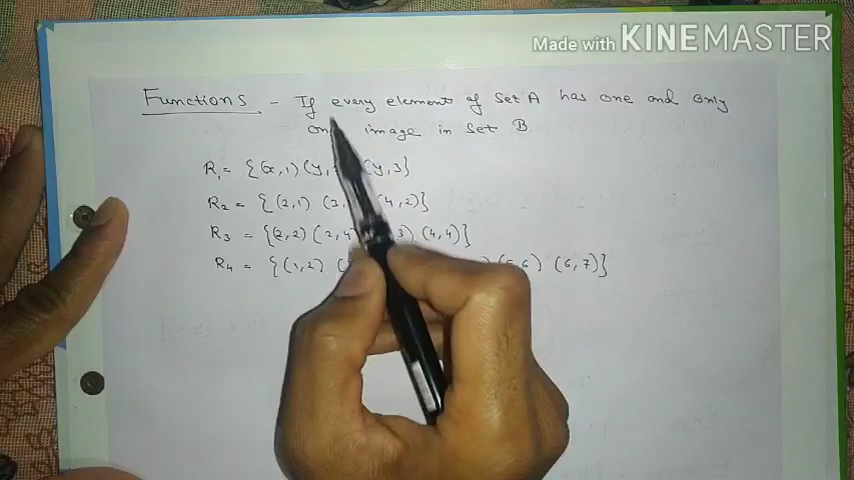 Made with KINEMASTER
Functions - If every element of Set A has one and only
image in Set B
R1 = {(x,1) (y, (y,3}
R2 = {(2,1) (3, (4,2)}
R3 = {(2,2) (2,4 3) (4,4)}
R4 = {(1,2) ( (5,6) (6,7)}